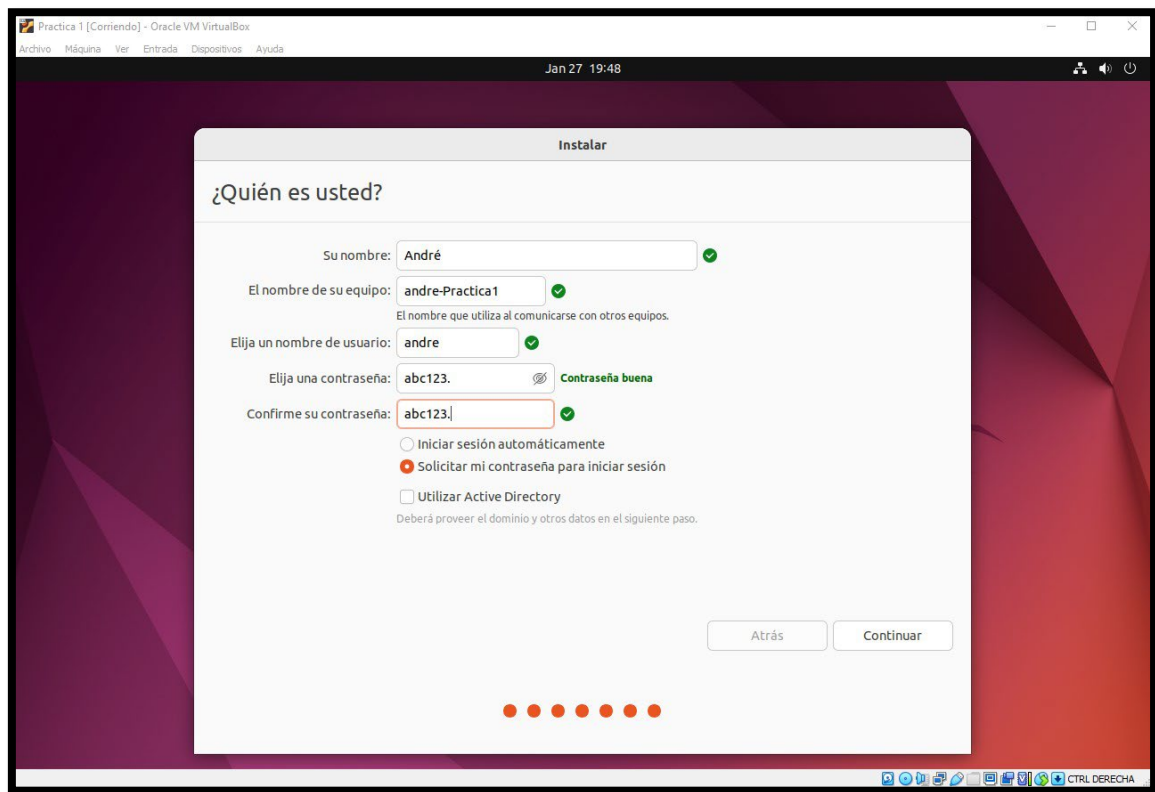 Practica 1 [Corriendo] - Oracle VM VirtualBox
Archivo Máquina Ver Entrada Dispositivos Ayuda
Jan 27 19:48
Instalar
¿Quién es usted?
Su nombre: André
El nombre de su equipo: andre-Practica1
El nombre que utiliza al comunicarse con otros equipos.
Elija un nombre de usuario: andre
Elija una contraseña: abc123. Contraseña buena
Confirme su contraseña: abc123.
Iniciar sesión automáticamente
Solicitar mi contraseña para iniciar sesión
Utilizar Active Directory
Deberá proveer el dominio y otros datos en el siguiente paso.
Atrás Continuar
CTRL DERECHA